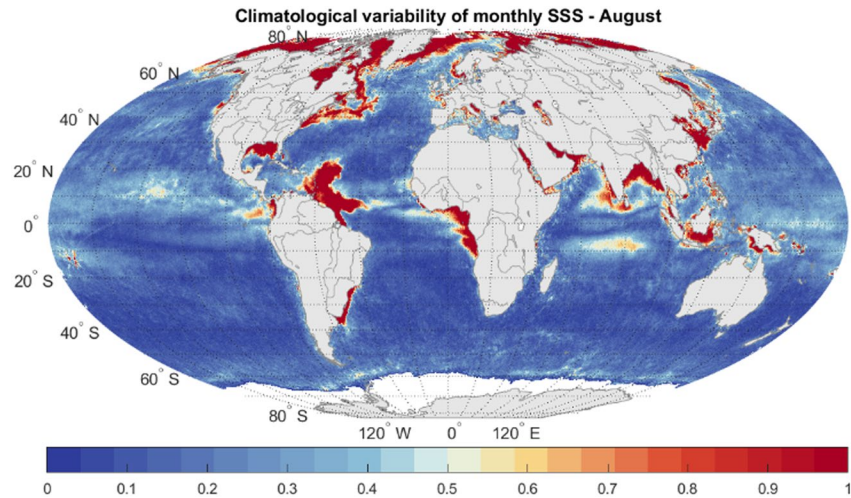 Climatological variability of monthly SSS - August
80° N
60° N
40° N
20° N
0°
20° S
40° S
60° S
80° S
120° W 0° 120° E
0 0.1 0.2 0.3 0.4 0.5 0.6 0.7 0.8 0.9 1